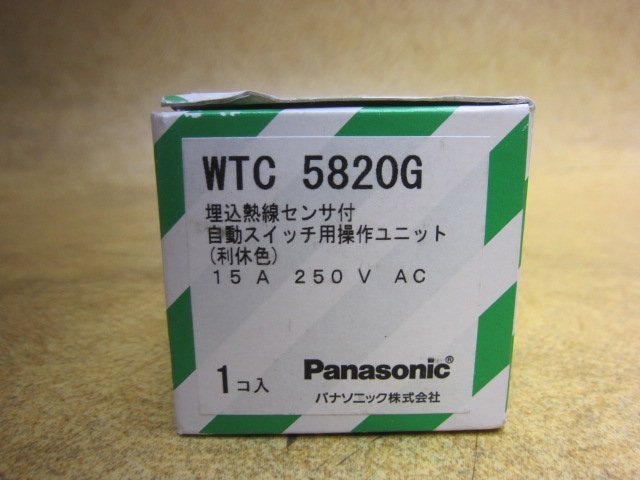 WTC 5820G
埋込熱線センサ付
自動スイッチ用操作ユニット
(利休色)
15A 250V AC
1コ入
Panasonic®
パナソニック株式会社